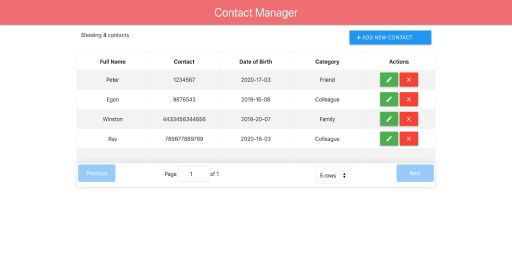 Contact Manager
Showing 4 contacts
+ ADD NEW CONTACT
Full Name Contact Date of Birth Category Actions
Peter 1234567 2020-17-03 Friend
Egon 9876543 2019-16-08 Colleague
Winston 4433456344656 2018-20-07 Family
Ray 789677889789 2020-18-03 Colleague
Previous Page 1 of 1 5 rows Next